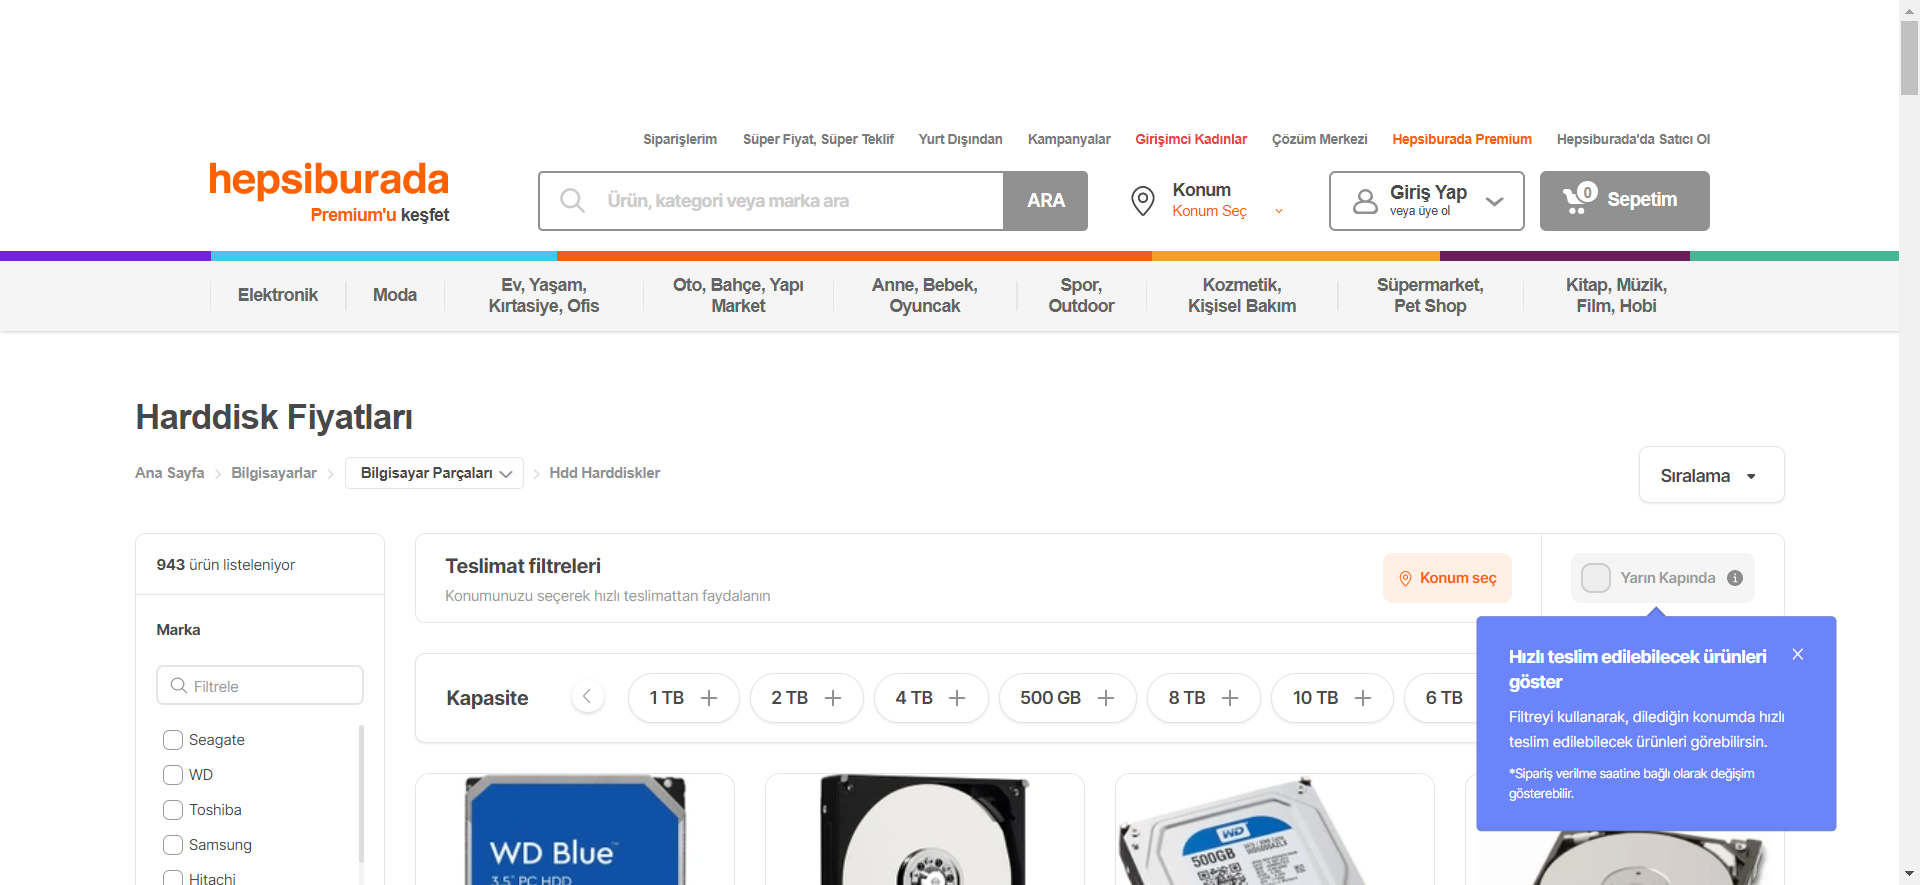 Siparişlerim Süper Fiyat, Süper Teklif Yurt Dışından Kampanyalar Girişimci Kadınlar Çözüm Merkezi Hepsiburada Premium Hepsiburada'da Satıcı Ol
hepsiburada
Premium'u keşfet
Ürün, kategori veya marka ara
ARA
Konum
Konum Seç
Giriş Yap
veya üye ol
0
Sepetim
Elektronik
Moda
Ev, Yaşam,
Kırtasiye, Ofis
Oto, Bahçe, Yapı
Market
Anne, Bebek,
Oyuncak
Spor,
Outdoor
Kozmetik,
Kişisel Bakım
Süpermarket,
Pet Shop
Kitap, Müzik,
Film, Hobi
Harddisk Fiyatları
Ana Sayfa Bilgisayarlar Bilgisayar Parçaları Hdd Harddiskler
Sıralama
943 ürün listeleniyor
Marka
Filtrele
Seagate
WD
Toshiba
Samsung
Hitachi
Teslimat filtreleri
Konumunuzu seçerek hızlı teslimattan faydalanın
Konum seç
Yarın Kapında
Hızlı teslim edilebilecek ürünleri
göster
Filtreyi kullanarak, dilediğin konumda hızlı
teslim edilebilecek ürünleri görebilirsin.
*Sipariş verilme saatine bağlı olarak değişim
gösterebilir.
Kapasite
1 TB
2 TB
4 TB
500 GB
8 TB
10 TB
6 TB
WD Blue
3.5" PC HDD
WD
500GB